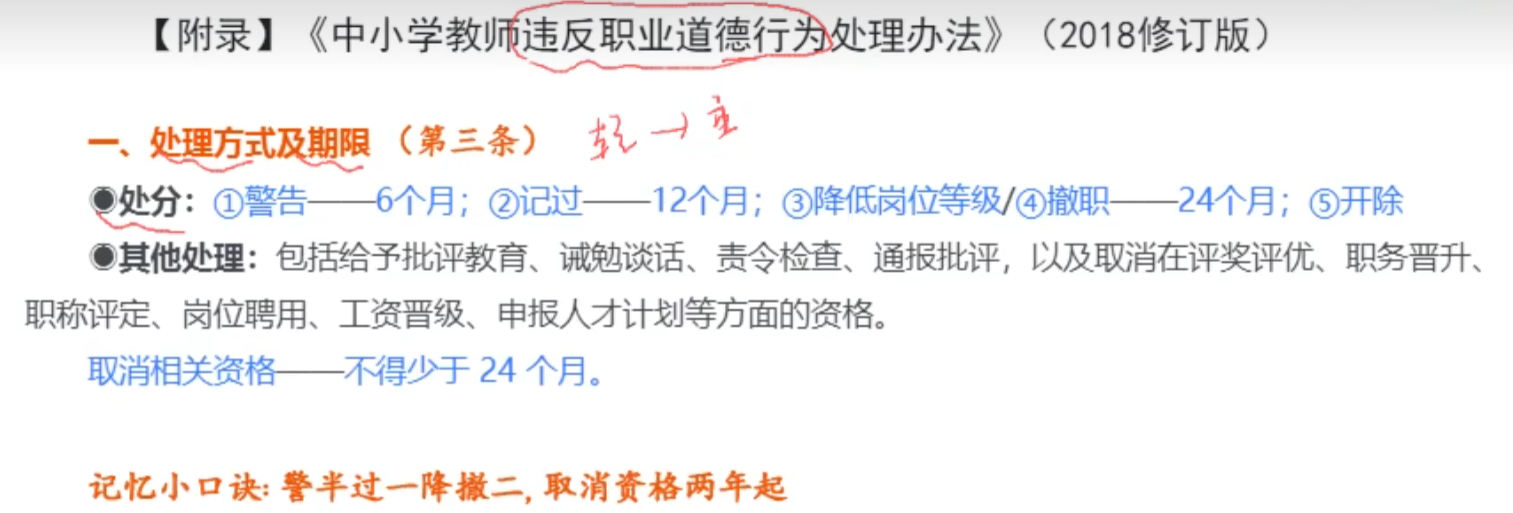 【附录】《中小学教师违反职业道德行为处理办法》（2018修订版）
一、处理方式及期限（第三条） 轻→重
◉处分：①警告——6个月；②记过——12个月；③降低岗位等级/④撤职——24个月；⑤开除
◉其他处理：包括给予批评教育、诫勉谈话、责令检查、通报批评，以及取消在评奖评优、职务晋升、
职称评定、岗位聘用、工资晋级、申报人才计划等方面的资格。
取消相关资格——不得少于 24 个月。
记忆小口诀：警半过一降撤二，取消资格两年起